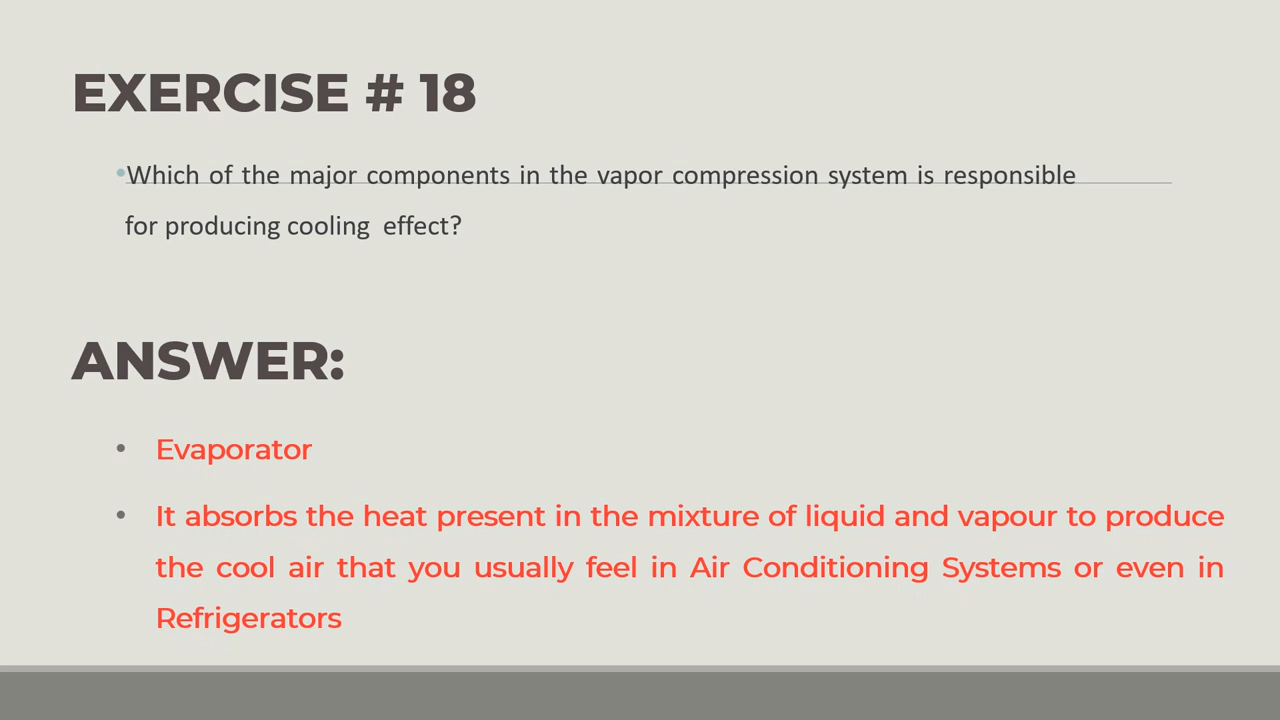 EXERCISE # 18
•Which of the major components in the vapor compression system is responsible
for producing cooling effect?
ANSWER:
• Evaporator
• It absorbs the heat present in the mixture of liquid and vapour to produce
the cool air that you usually feel in Air Conditioning Systems or even in
Refrigerators